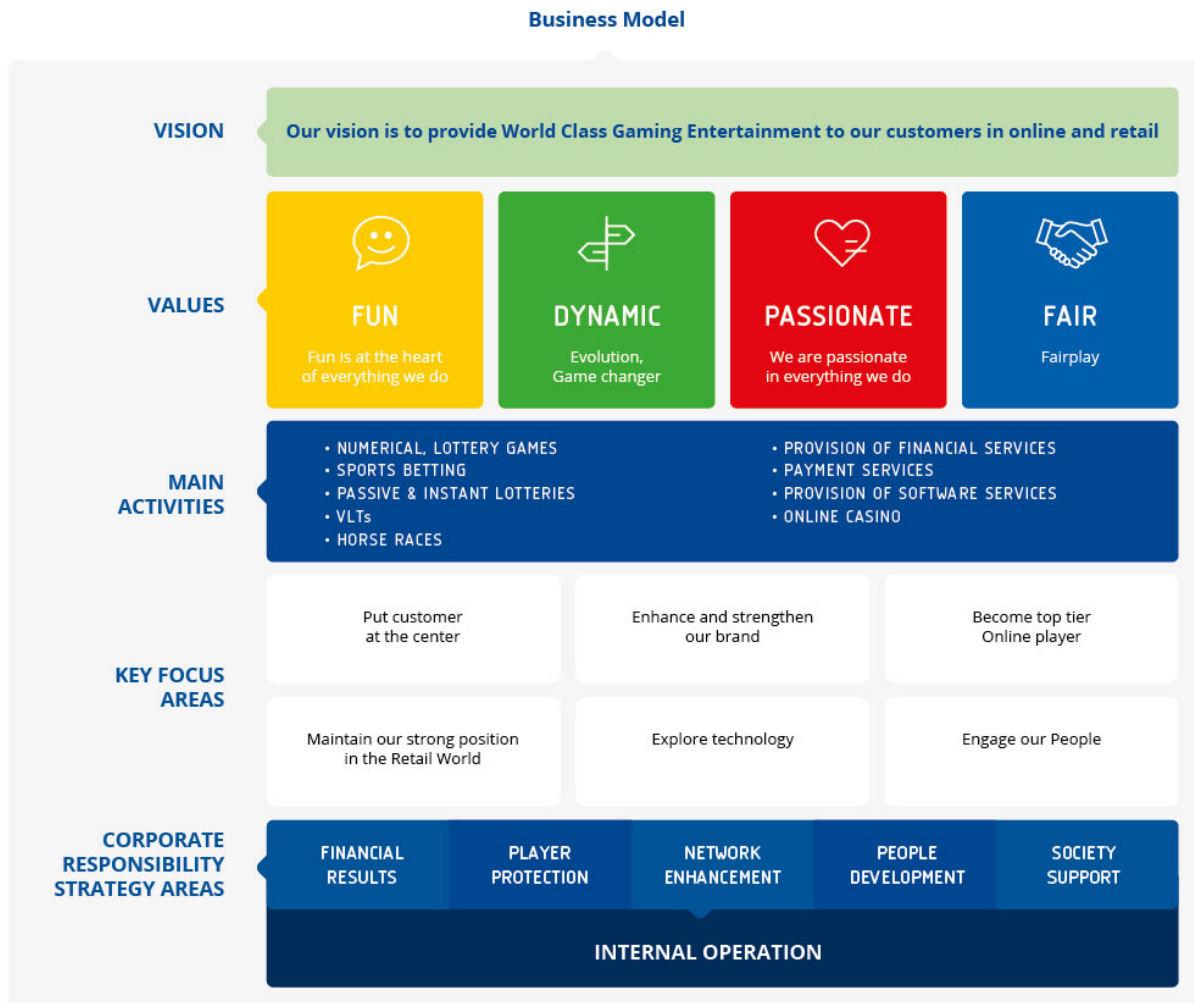 Business Model
VISION
Our vision is to provide World Class Gaming Entertainment to our customers in online and retail
VALUES
FUN
Fun is at the heart
of everything we do
DYNAMIC
Evolution,
Game changer
PASSIONATE
We are passionate
in everything we do
FAIR
Fairplay
MAIN
ACTIVITIES
• NUMERICAL, LOTTERY GAMES
• SPORTS BETTING
• PASSIVE & INSTANT LOTTERIES
• VLTs
• HORSE RACES
• PROVISION OF FINANCIAL SERVICES
• PAYMENT SERVICES
• PROVISION OF SOFTWARE SERVICES
• ONLINE CASINO
KEY FOCUS
AREAS
Put customer
at the center
Enhance and strengthen
our brand
Become top tier
Online player
Maintain our strong position
in the Retail World
Explore technology
Engage our People
CORPORATE
RESPONSIBILITY
STRATEGY AREAS
FINANCIAL
RESULTS
PLAYER
PROTECTION
NETWORK
ENHANCEMENT
PEOPLE
DEVELOPMENT
SOCIETY
SUPPORT
INTERNAL OPERATION